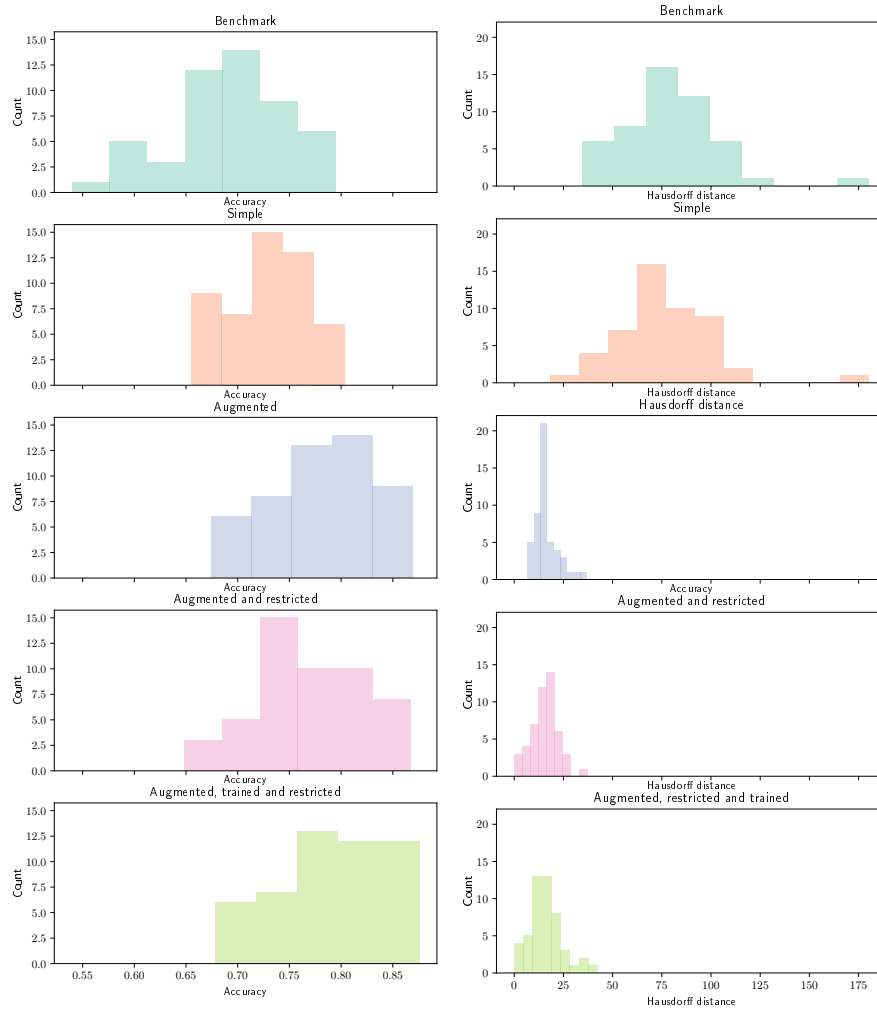 Benchmark
15.0
12.5
10.0
7.5
5.0
2.5
0.0
Count
Accuracy
Simple
15.0
12.5
10.0
7.5
5.0
2.5
0.0
Count
Accuracy
Augmented
15.0
12.5
10.0
7.5
5.0
2.5
0.0
Count
Accuracy
Augmented and restricted
15.0
12.5
10.0
7.5
5.0
2.5
0.0
Count
Accuracy
Augmented, trained and restricted
15.0
12.5
10.0
7.5
5.0
2.5
0.0
Count
0.55 0.60 0.65 0.70 0.75 0.80 0.85
Accuracy
Benchmark
20
15
10
5
0
Count
Hausdorff distance
Simple
20
15
10
5
0
Count
Hausdorff distance
Hausdorff distance
20
15
10
5
0
Count
Accuracy
Augmented and restricted
20
15
10
5
0
Count
Hausdorff distance
Augmented, restricted and trained
20
15
10
5
0
Count
0 25 50 75 100 125 150 175
Hausdorff distance